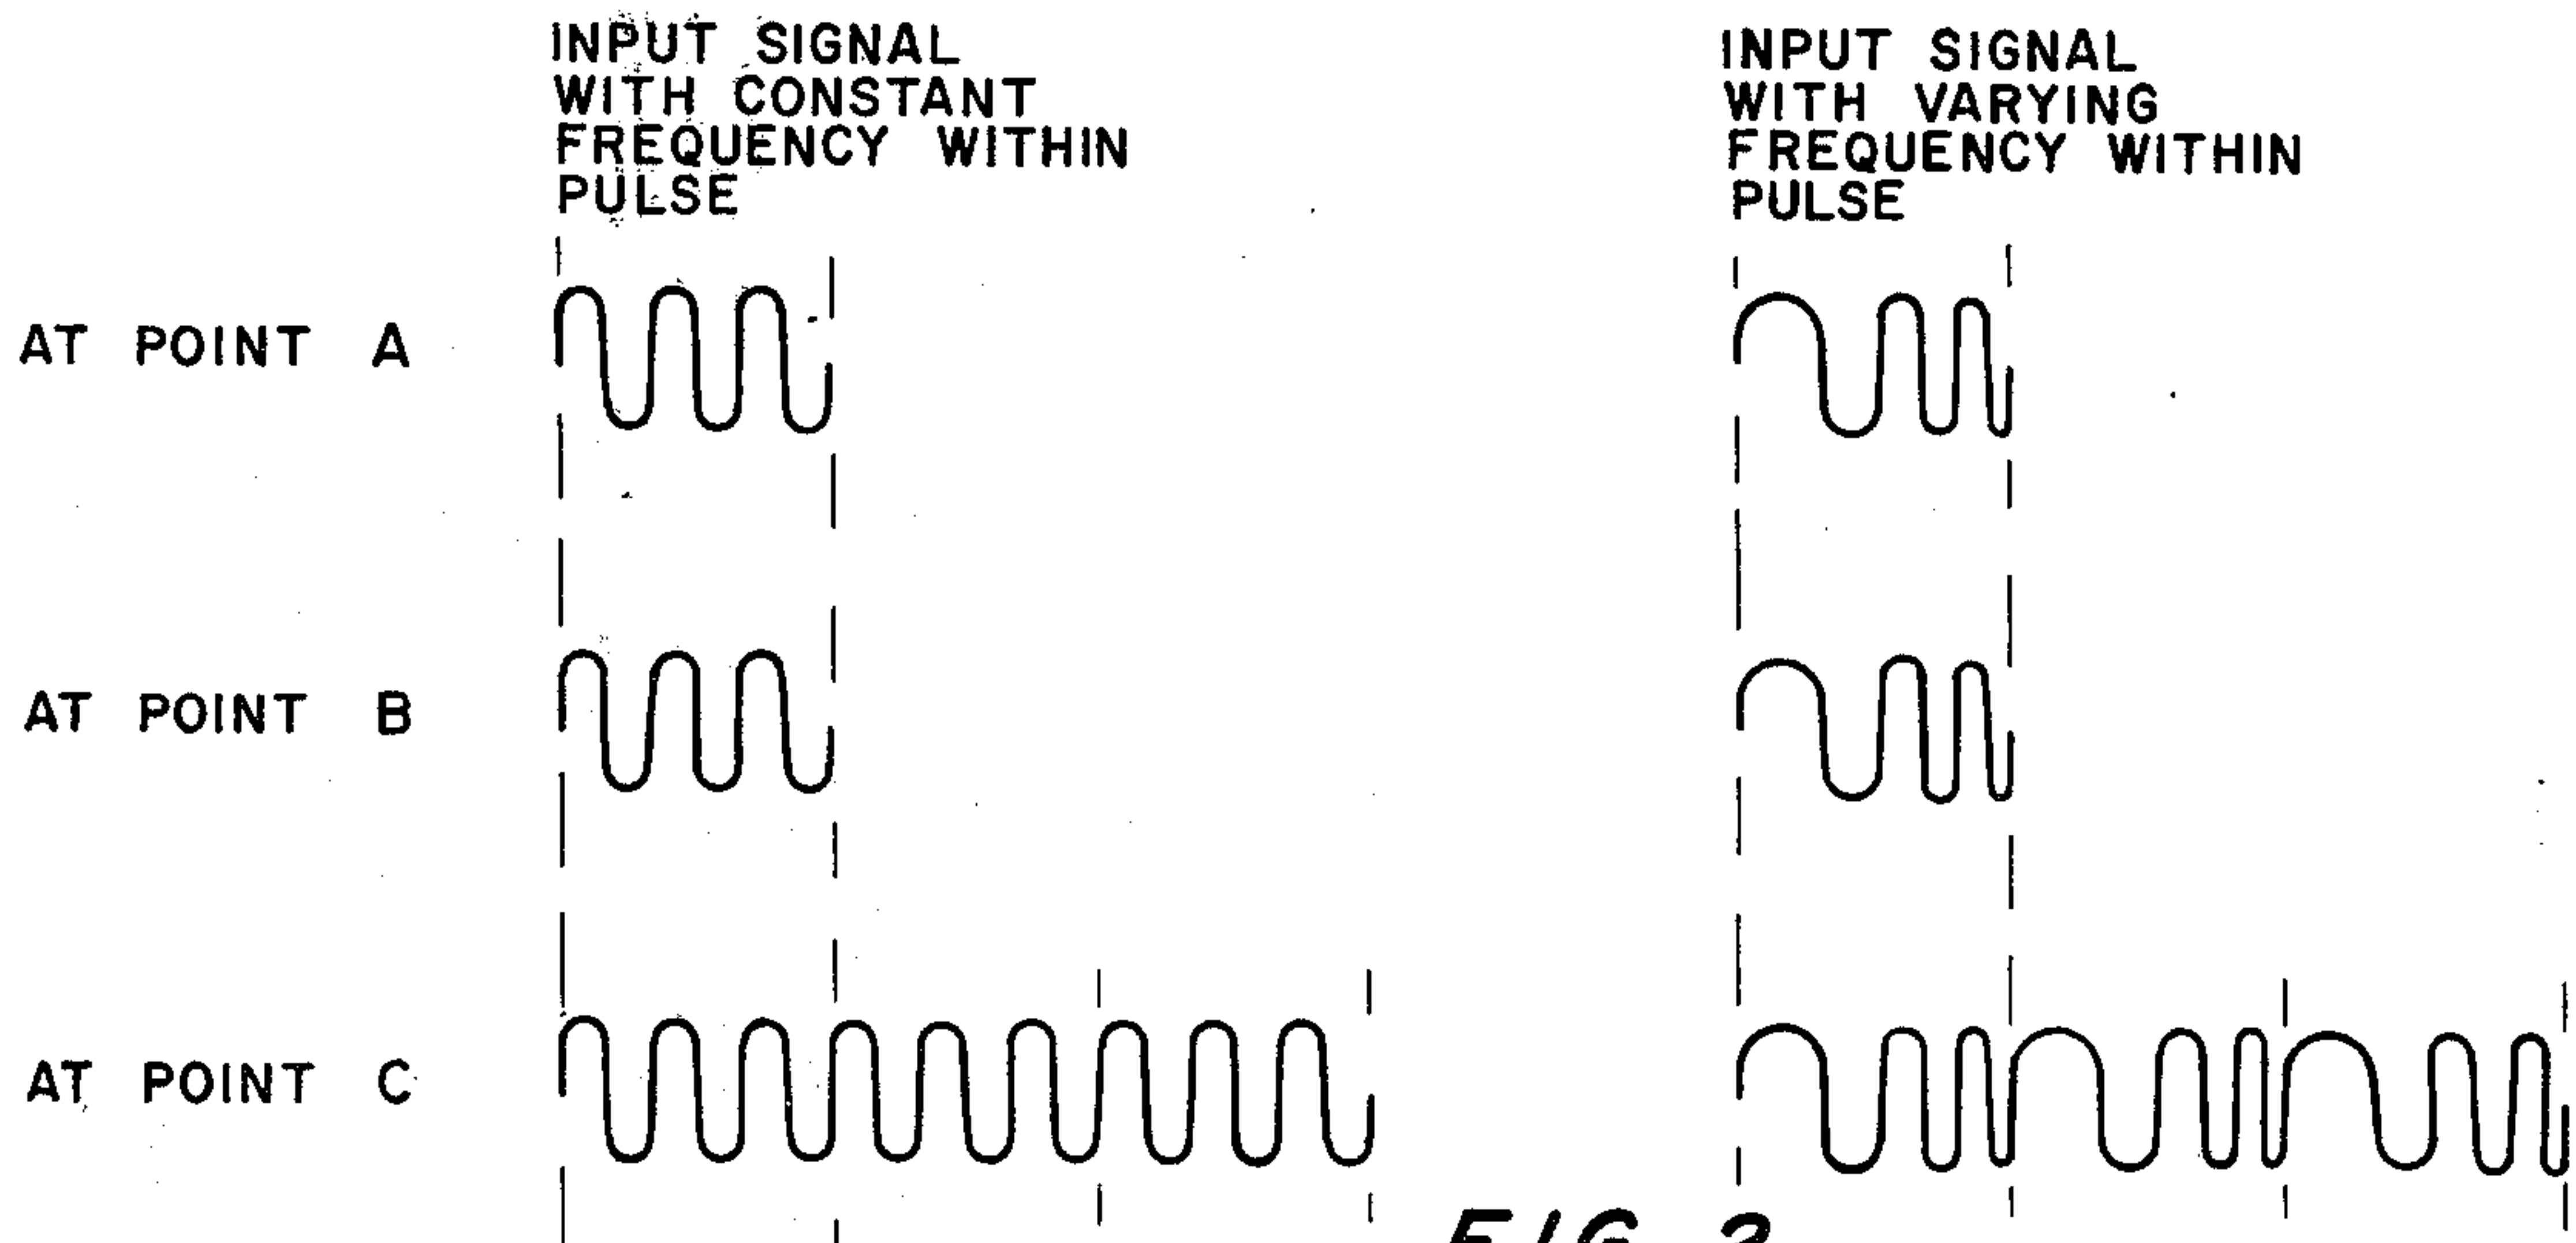 INPUT SIGNAL
WITH CONSTANT
FREQUENCY WITHIN
PULSE
INPUT SIGNAL
WITH VARYING
FREQUENCY WITHIN
PULSE
AT POINT A
AT POINT B
AT POINT C